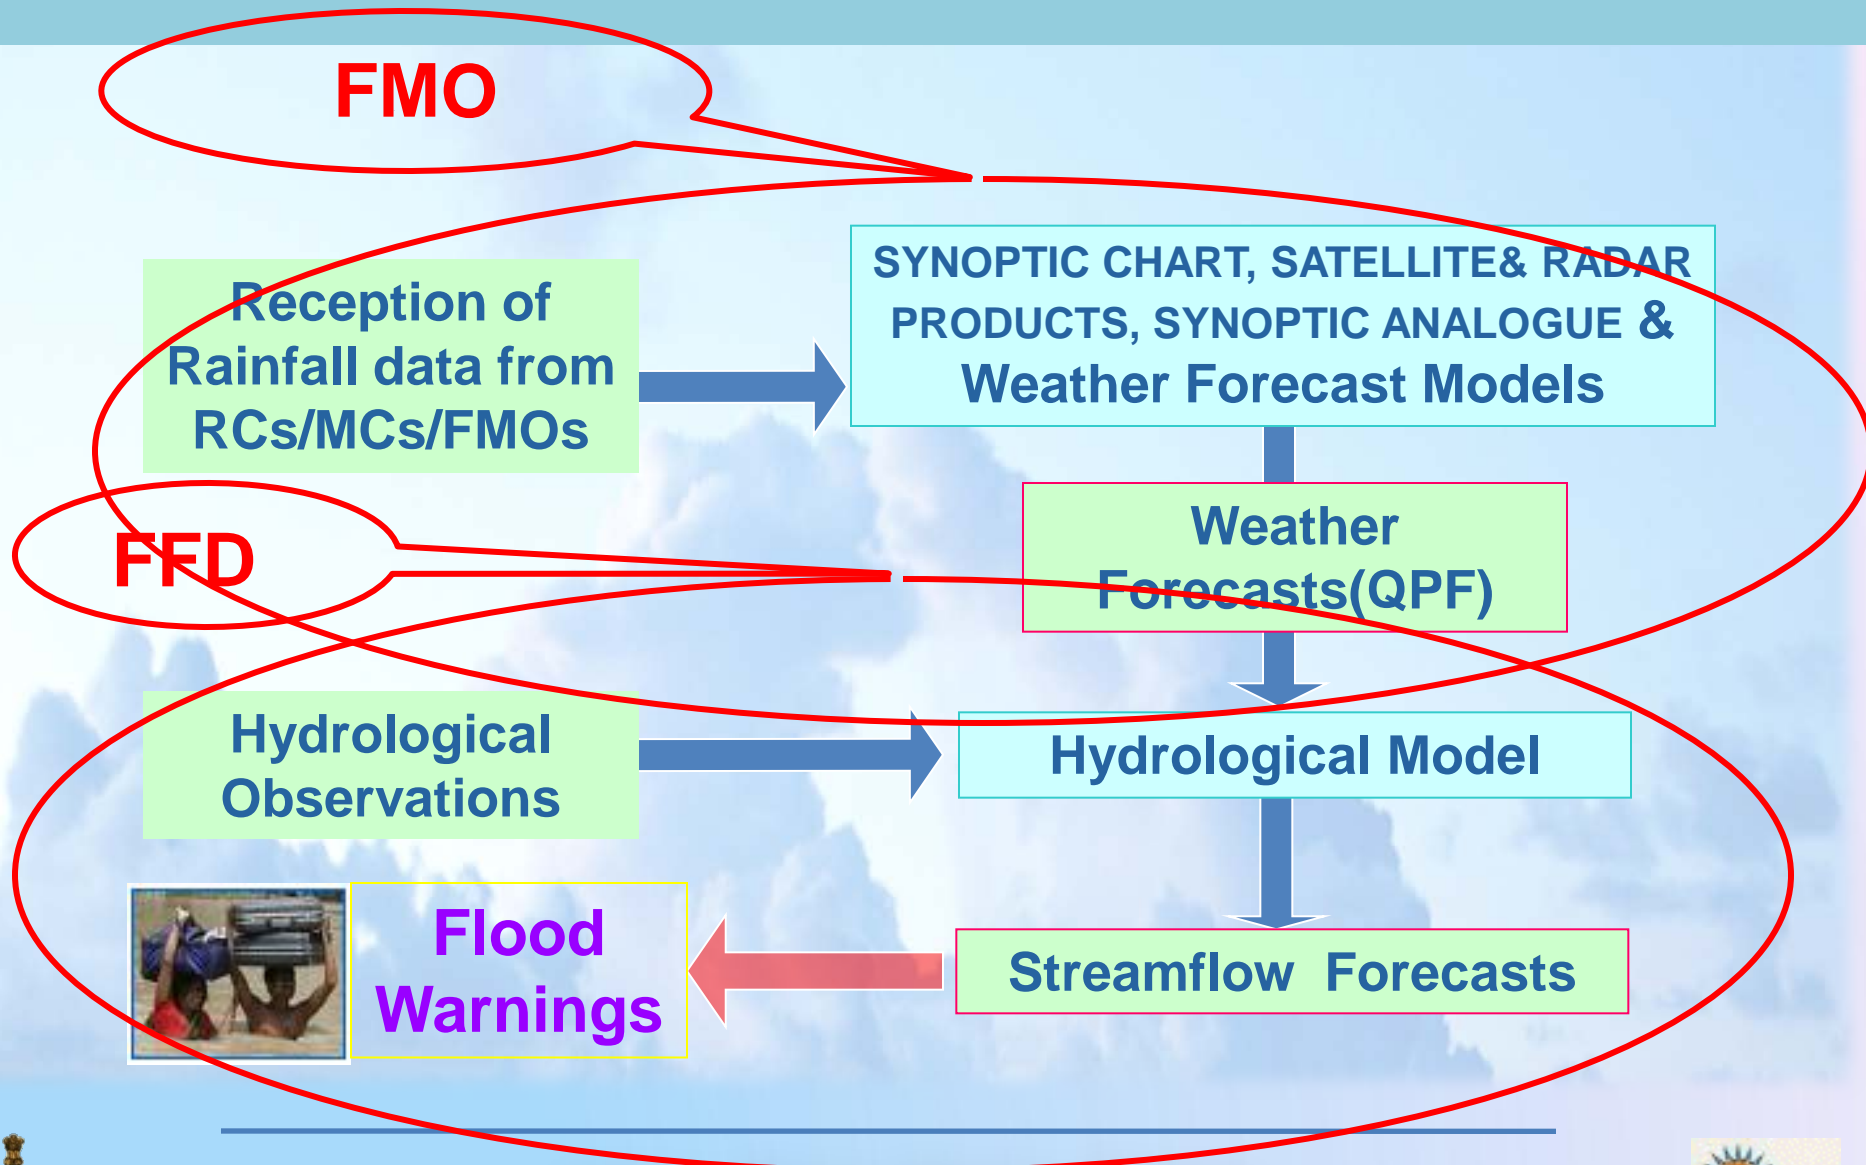 FMO
Reception of
Rainfall data from
RCs/MCs/FMOs
SYNOPTIC CHART, SATELLITE& RADAR
PRODUCTS, SYNOPTIC ANALOGUE &
Weather Forecast Models
FFD
Weather
Forecasts(QPF)
Hydrological
Observations
Hydrological Model
Flood
Warnings
Streamflow Forecasts